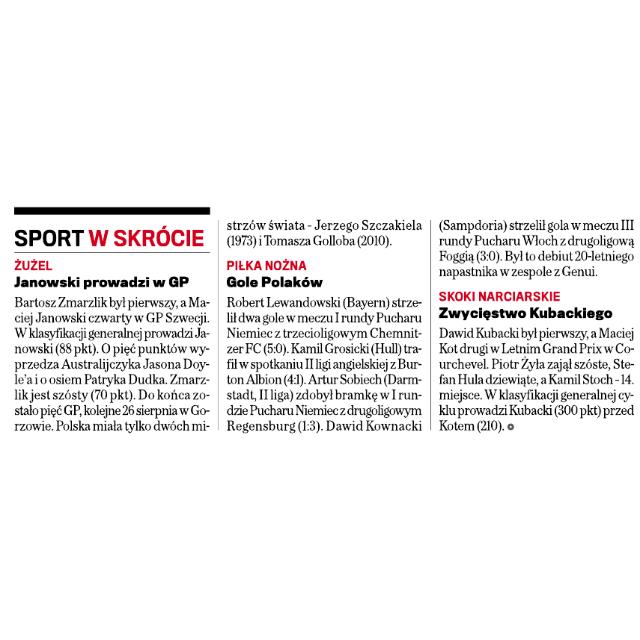 SPORT W SKRÓCIE
ŻUŻEL
Janowski prowadzi w GP
Bartosz Zmarzlik był pierwszy, a Ma-
ciej Janowski czwarty w GP Szwecji.
W klasyfikacji generalnej prowadzi Ja-
nowski (88 pkt). O pięć punktów wy-
przedza Australijczyka Jasona Doy-
le'a i o osiem Patryka Dudka. Zmarz-
lik jest szósty (70 pkt). Do końca zo-
stało pięć GP, kolejne 26 sierpnia w Go-
rzowie. Polska miała tylko dwóch mi-
strzów świata - Jerzego Szczakiela
(1973) i Tomasza Golloba (2010).
PIŁKA NOŻNA
Gole Polaków
Robert Lewandowski (Bayern) strze-
lił dwa gole w meczu I rundy Pucharu
Niemiec z trzecioligowym Chemnit-
zer FC (5:0). Kamil Grosicki (Hull) tra-
fił w spotkaniu II ligi angielskiej z Bur-
ton Albion (4:1). Artur Sobiech (Darm-
stadt, II liga) zdobył bramkę w I run-
dzie Pucharu Niemiec z drugoligowym
Regensburg (1:3). Dawid Kownacki
(Sampdoria) strzelił gola w meczu III
rundy Pucharu Włoch z drugoligową
Foggią (3:0). Był to debiut 20-letniego
napastnika w zespole z Genui.
SKOKI NARCIARSKIE
Zwycięstwo Kubackiego
Dawid Kubacki był pierwszy, a Maciej
Kot drugi w Letnim Grand Prix w Co-
urchevel. Piotr Żyła zajął szóste, Ste-
fan Hula dziewiąte, a Kamil Stoch - 14.
miejsce. W klasyfikacji generalnej cy-
klu prowadzi Kubacki (300 pkt) przed
Kotem (210).